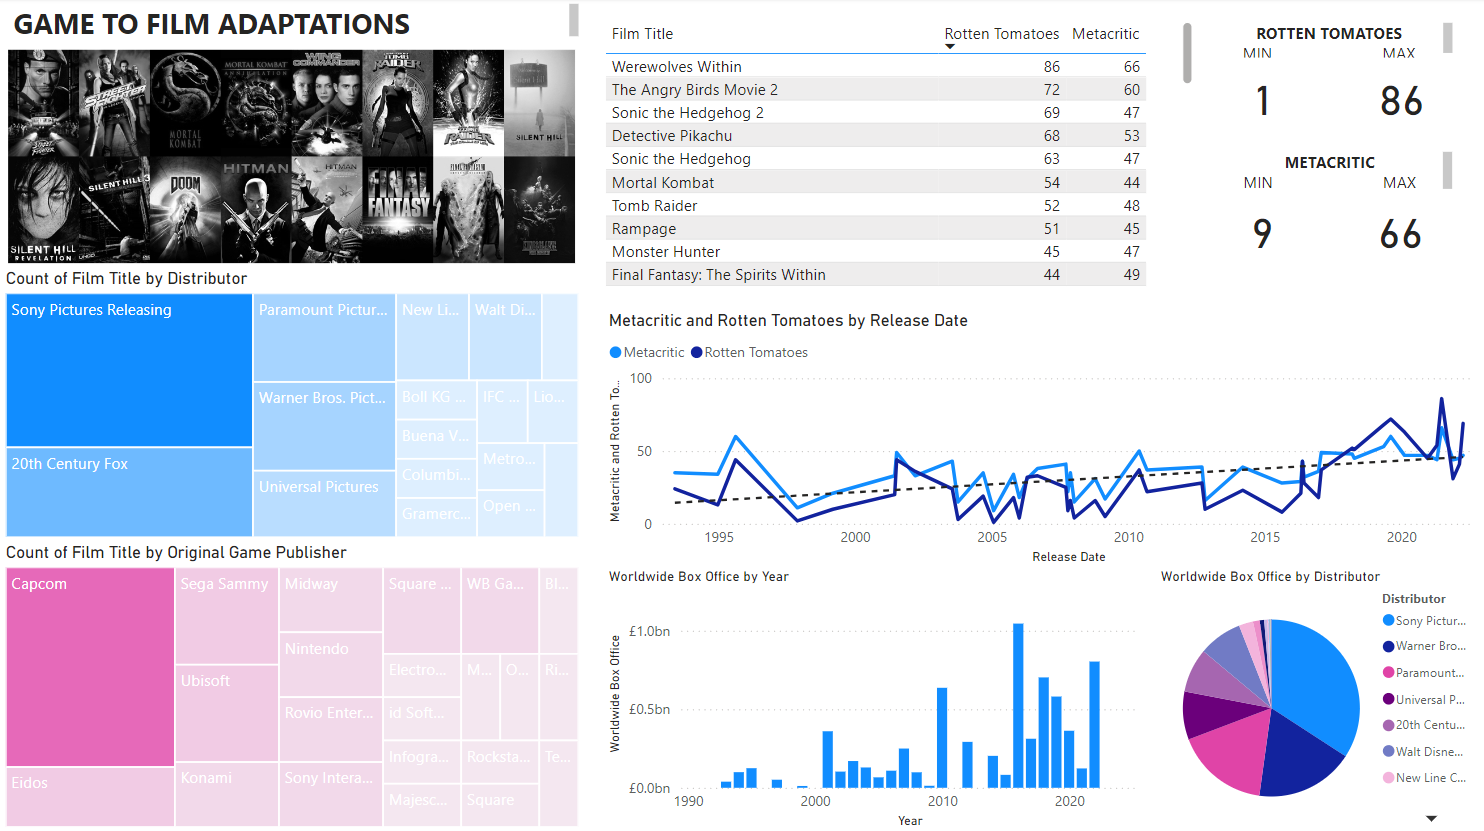 GAME TO FILM ADAPTATIONS
STREET FIGHTER
MORTAL KOMBAT
MORTAL KOMBAT
ANNIHILATION
WING COMMANDER
TOMB RAIDER
TOMB RAIDER
SILENT HILL
SILENT HILL
REVELATION
SILENT HILL 3
DOOM
HITMAN
HITMAN
FINAL FANTASY
Count of Film Title by Distributor
Sony Pictures Releasing
20th Century Fox
Paramount Pictur...
Warner Bros. Pict...
Universal Pictures
New Li...
Walt Di...
Boll KG ...
IFC ...
Lio...
Buena V...
Columbi...
Metro...
Gramerc...
Open ...
Count of Film Title by Original Game Publisher
Capcom
Eidos
Sega Sammy
Ubisoft
Konami
Midway
Nintendo
Rovio Enter...
Sony Intera...
Square ...
WB Ga...
Bl...
Electro...
M...
O...
Ri...
id Soft...
Infogra...
Rocksta...
Te...
Majesc...
Square
Film Title Rotten Tomatoes Metacritic
Werewolves Within 86 66
The Angry Birds Movie 2 72 60
Sonic the Hedgehog 2 69 47
Detective Pikachu 68 53
Sonic the Hedgehog 63 47
Mortal Kombat 54 44
Tomb Raider 52 48
Rampage 51 45
Monster Hunter 45 47
Final Fantasy: The Spirits Within 44 49
ROTTEN TOMATOES
MIN MAX
1 86
METACRITIC
MIN MAX
9 66
Metacritic and Rotten Tomatoes by Release Date
Metacritic Rotten Tomatoes
Metacritic and Rotten To...
100
50
0
1995 2000 2005 2010 2015 2020
Release Date
Worldwide Box Office by Year
Worldwide Box Office
£1.0bn
£0.5bn
£0.0bn
1990 2000 2010 2020
Year
Worldwide Box Office by Distributor
Distributor
Sony Pictur...
Warner Bro...
Paramount...
Universal P...
20th Centu...
Walt Disne...
New Line C...